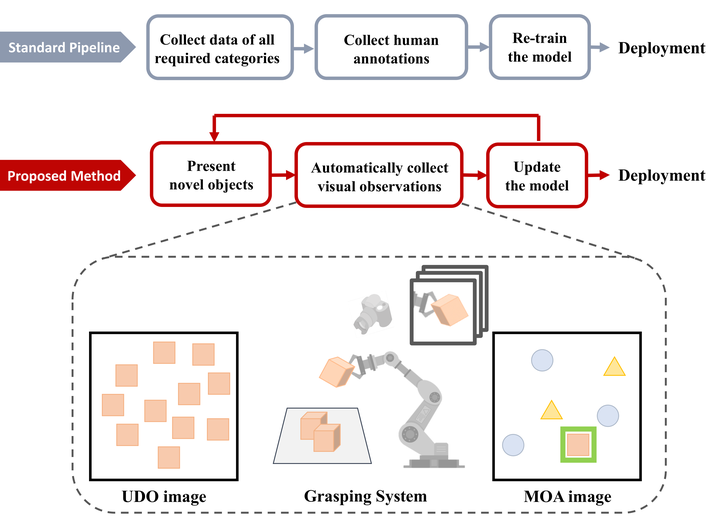 Standard Pipeline
Collect data of all
required categories
Collect human
annotations
Re-train
the model
Deployment
Proposed Method
Present
novel objects
Automatically collect
visual observations
Update
the model
Deployment
UDO image
Grasping System
MOA image